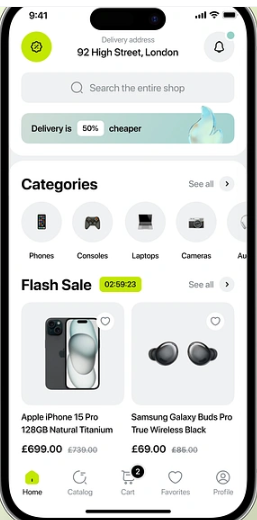 9:41
Delivery address
92 High Street, London
Search the entire shop
Delivery is 50% cheaper
Categories See all
Phones Consoles Laptops Cameras Au
Flash Sale 02:59:23 See all
Apple iPhone 15 Pro
128GB Natural Titanium
£699.00 £739.00
Samsung Galaxy Buds Pro
True Wireless Black
£69.00 £85.00
2
Home Catalog Cart Favorites Profile